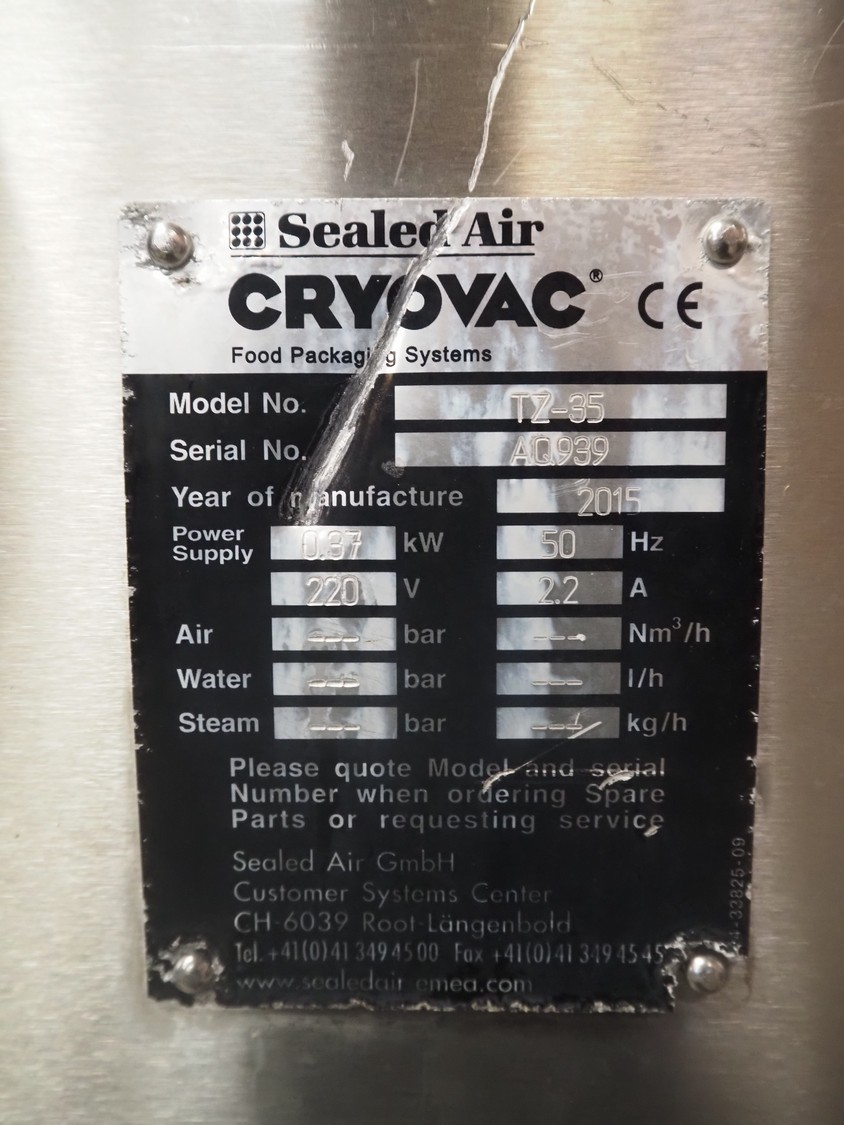 Sealed Air
CRYOVAC®
CE
Food Packaging Systems
Model No. TZ-35
Serial No. AQ939
Year of manufacture 2015
Power Supply 0.37 kW 50 Hz
220 V 2.2 A
Air --- bar --- Nm³/h
Water --- bar --- l/h
Steam --- bar --- kg/h
Please quote Model and serial
Number when ordering Spare
Parts or requesting service
Sealed Air GmbH
Customer Systems Center
CH-6039 Root-Längenbold
Tel. +41(0)41 349 45 00 Fax +41(0)41 349 45 45
www.sealedair-emea.com
-33825-09